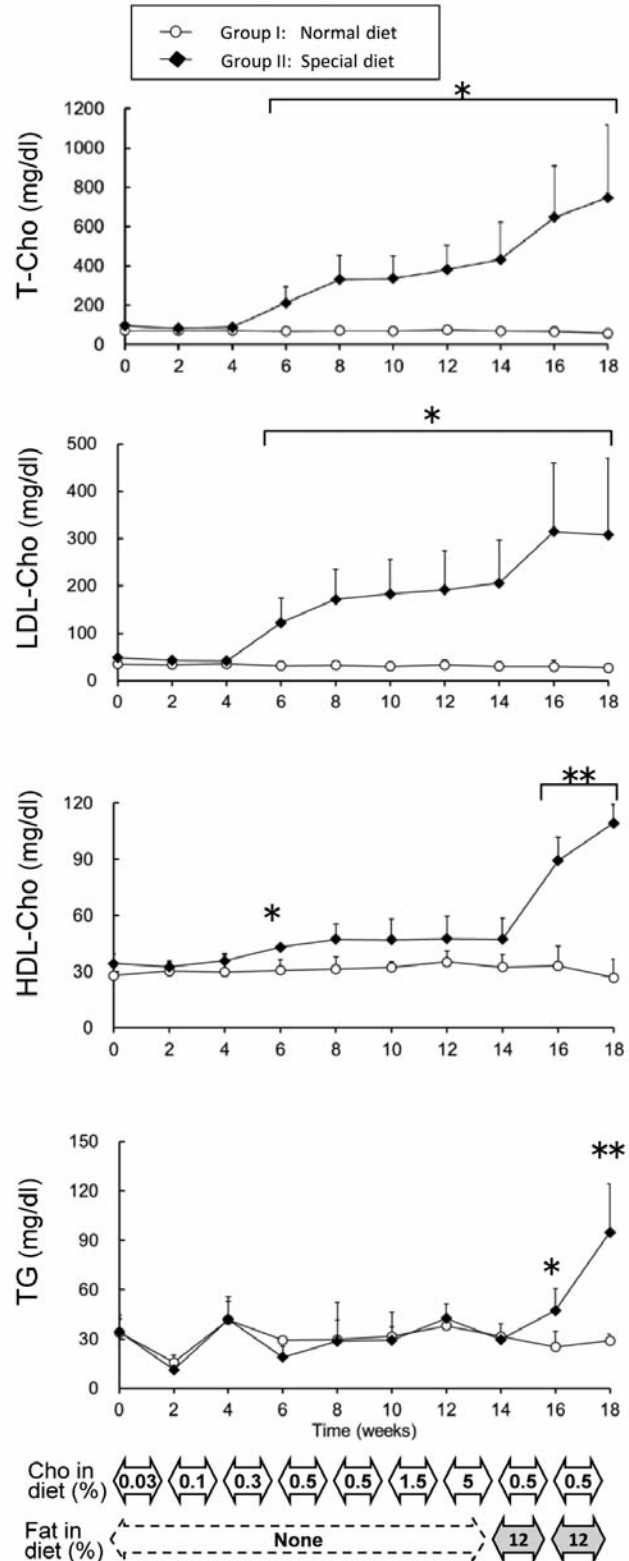 Group I: Normal diet
Group II: Special diet
*
1200
1000
800
600
400
200
0
T-Cho (mg/dl)
0 2 4 6 8 10 12 14 16 18
*
500
400
300
200
100
0
LDL-Cho (mg/dl)
0 2 4 6 8 10 12 14 16 18
**
120
90
60
30
0
*
HDL-Cho (mg/dl)
0 2 4 6 8 10 12 14 16 18
150
120
90
60
30
0
**
*
TG (mg/dl)
0 2 4 6 8 10 12 14 16 18
Time (weeks)
Cho in diet (%)
0.03 0.1 0.3 0.5 0.5 1.5 5 0.5 0.5
Fat in diet (%)
None 12 12